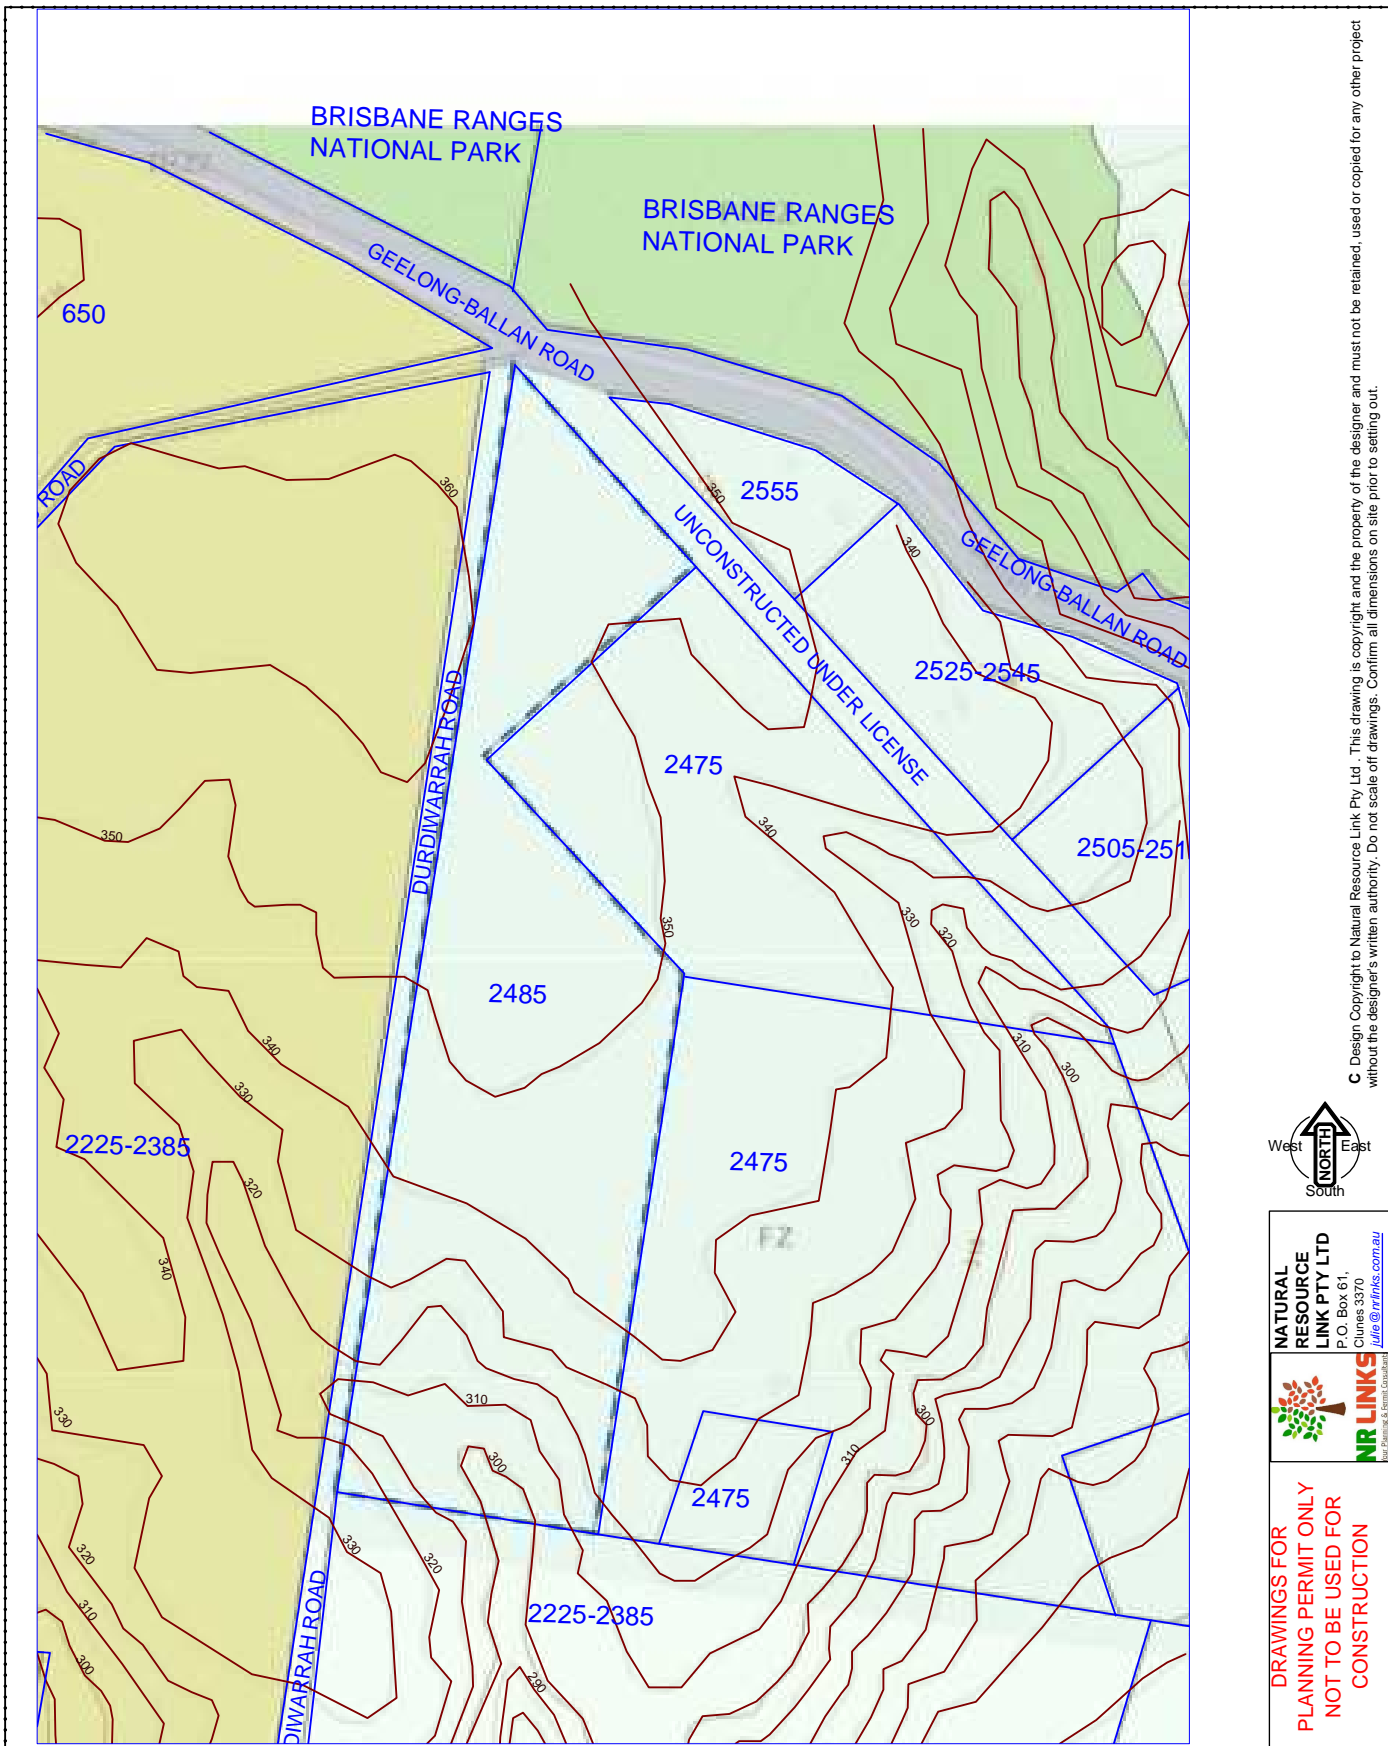 BRISBANE RANGES
NATIONAL PARK
BRISBANE RANGES
NATIONAL PARK
GEELONG-BALLAN ROAD
650
ROAD
360
350
2555
340
UNCONSTRUCTED UNDER LICENSE
GEELONG-BALLAN ROAD
2525-2545
DURDIWARRAH ROAD
2475
350
340
2505-251
330
320
350
2485
340
310
300
330
2225-2385
2475
320
FZ
340
310
330
300
310
300
2475
330
320
320
2225-2385
310
300
290
DIWARRAH ROAD
C Design Copyright to Natural Resource Link Pty Ltd . This drawing is copyright and the property of the designer and must not be retained, used or copied for any other project
without the designer's written authority. Do not scale off drawings. Confirm all dimensions on site prior to setting out.
West
NORTH
East
South
NATURAL
RESOURCE
LINK PTY LTD
P.O. Box 61,
Clunes 3370
julie@nrlinks.com.au
NR LINKS
Your Planning & Permit Consultants
DRAWINGS FOR
PLANNING PERMIT ONLY
NOT TO BE USED FOR
CONSTRUCTION